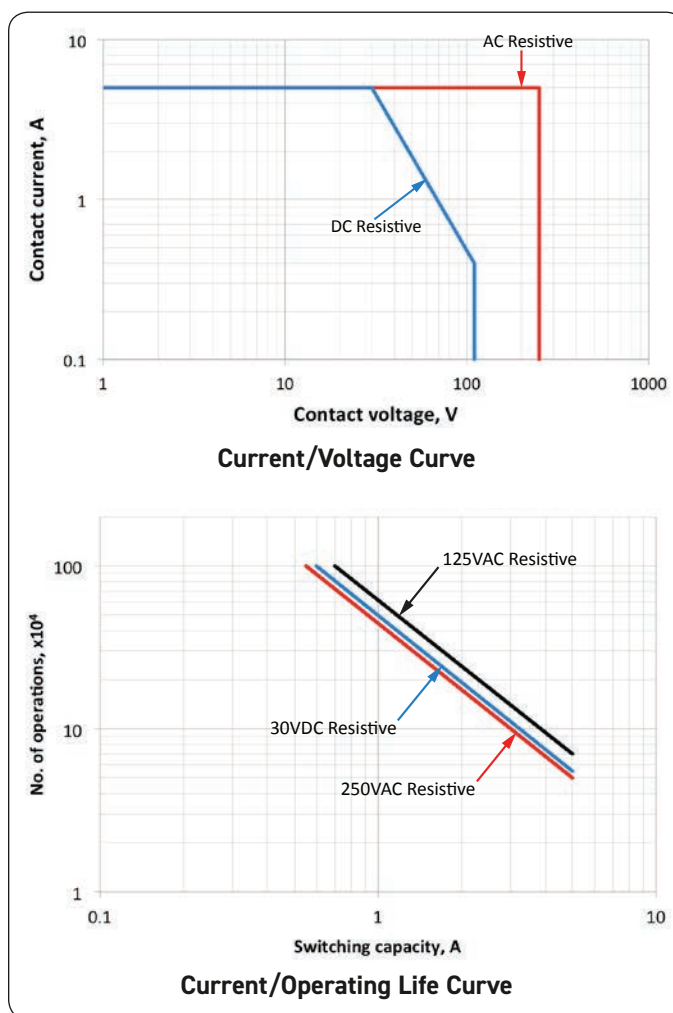 10
AC Resistive
Contact current, A
1
DC Resistive
0.1
1
10
100
1000
Contact voltage, V
Current/Voltage Curve
100
125VAC Resistive
No. of operations, x10⁴
30VDC Resistive
10
250VAC Resistive
1
0.1
1
10
Switching capacity, A
Current/Operating Life Curve